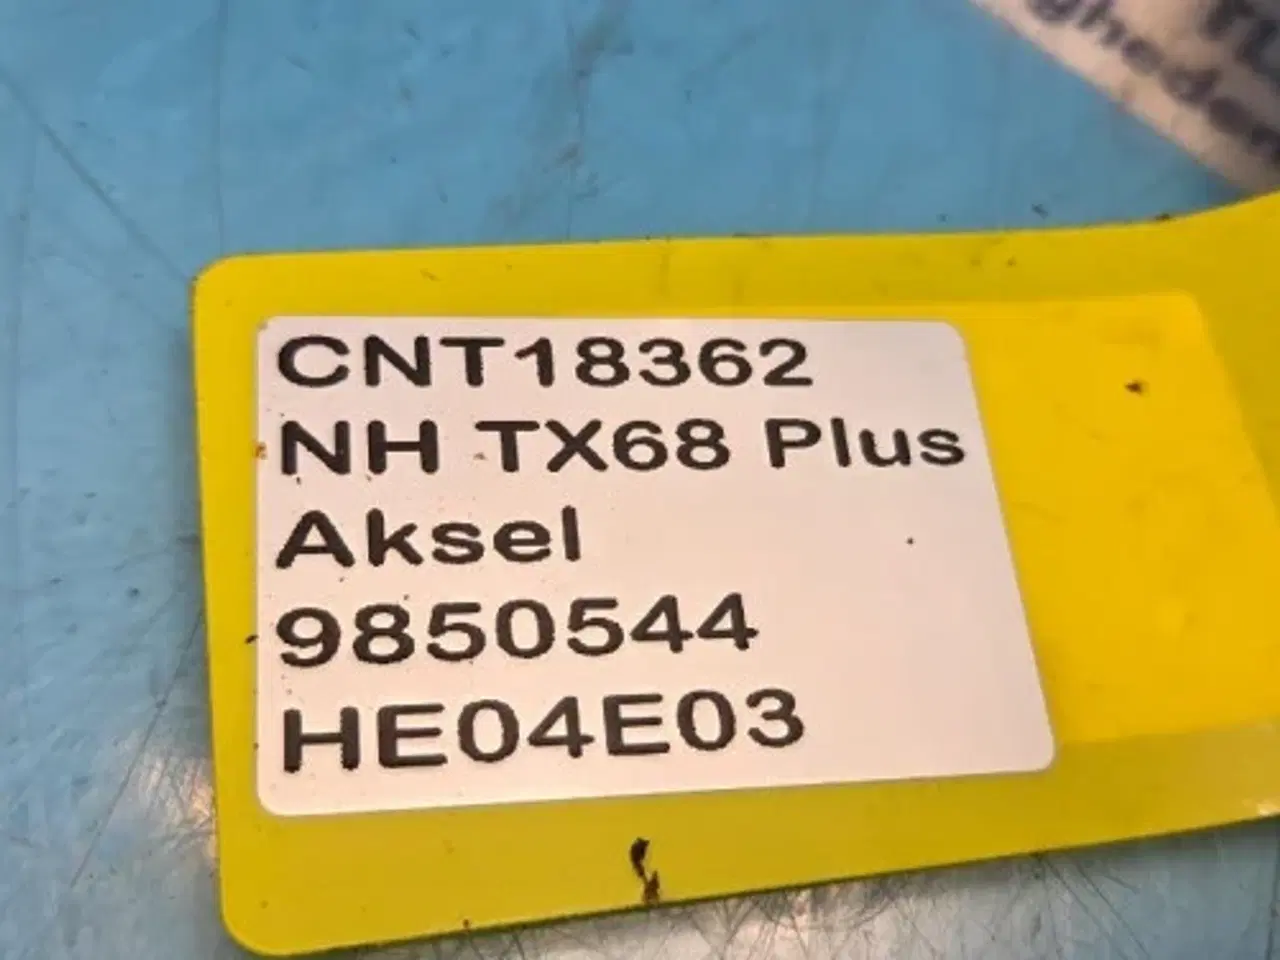 CNT18362
NH TX68 Plus
Aksel
9850544
HE04E03